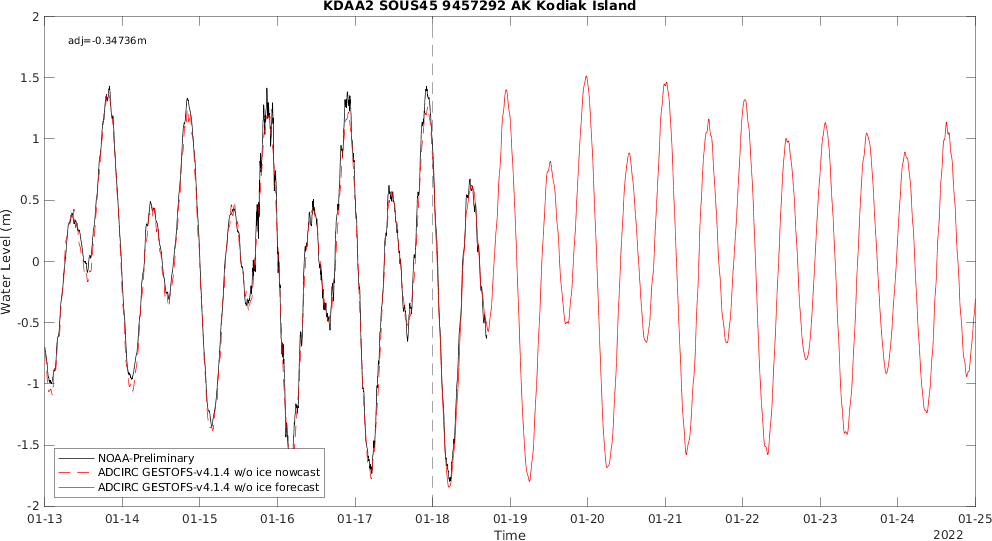 KDAA2 SOUS45 9457292 AK Kodiak Island
adj=-0.34736m
Water Level (m)
2
1.5
1
0.5
0
-0.5
-1
-1.5
-2
NOAA-Preliminary
ADCIRC GESTOFS-v4.1.4 w/o ice nowcast
ADCIRC GESTOFS-v4.1.4 w/o ice forecast
01-13 01-14 01-15 01-16 01-17 01-18 01-19 01-20 01-21 01-22 01-23 01-24 01-25
Time
2022